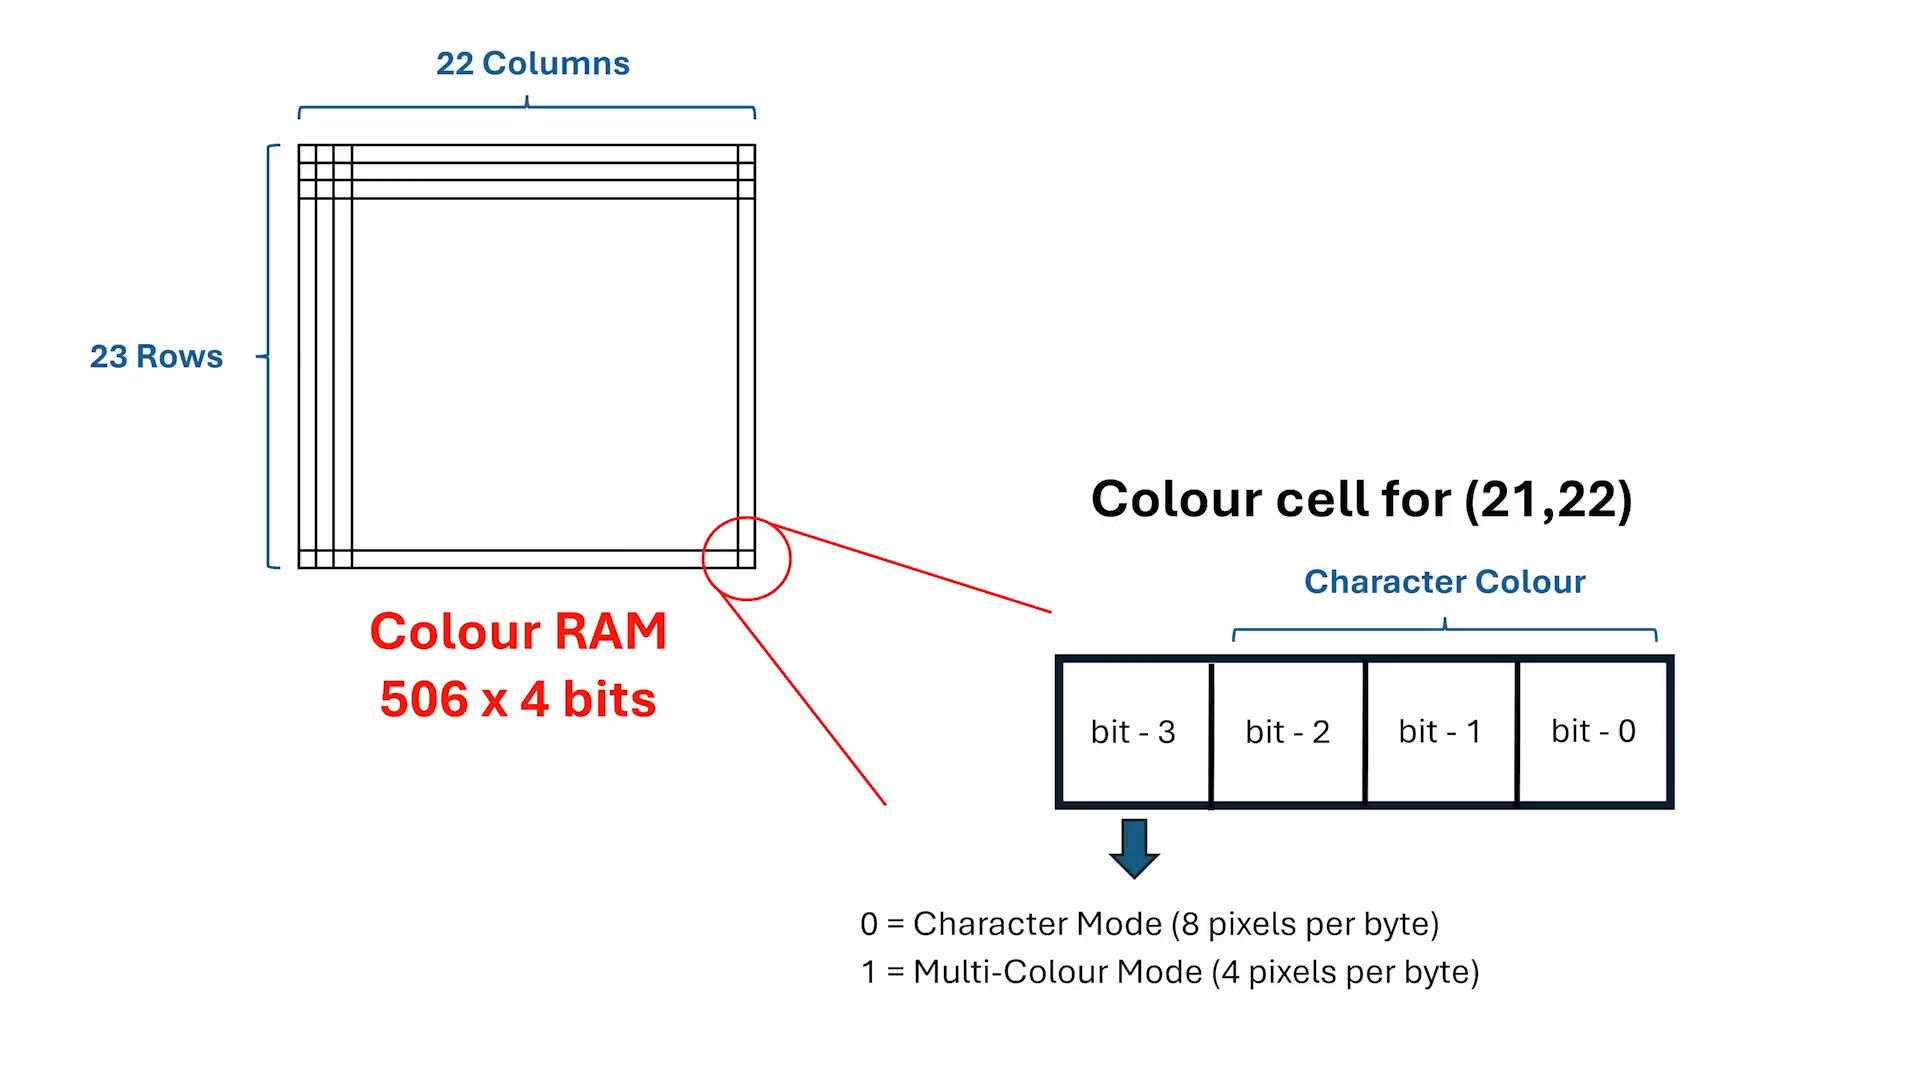 22 Columns
23 Rows
Colour RAM
506 x 4 bits
Colour cell for (21,22)
Character Colour
bit - 3
bit - 2
bit - 1
bit - 0
0 = Character Mode (8 pixels per byte)
1 = Multi-Colour Mode (4 pixels per byte)